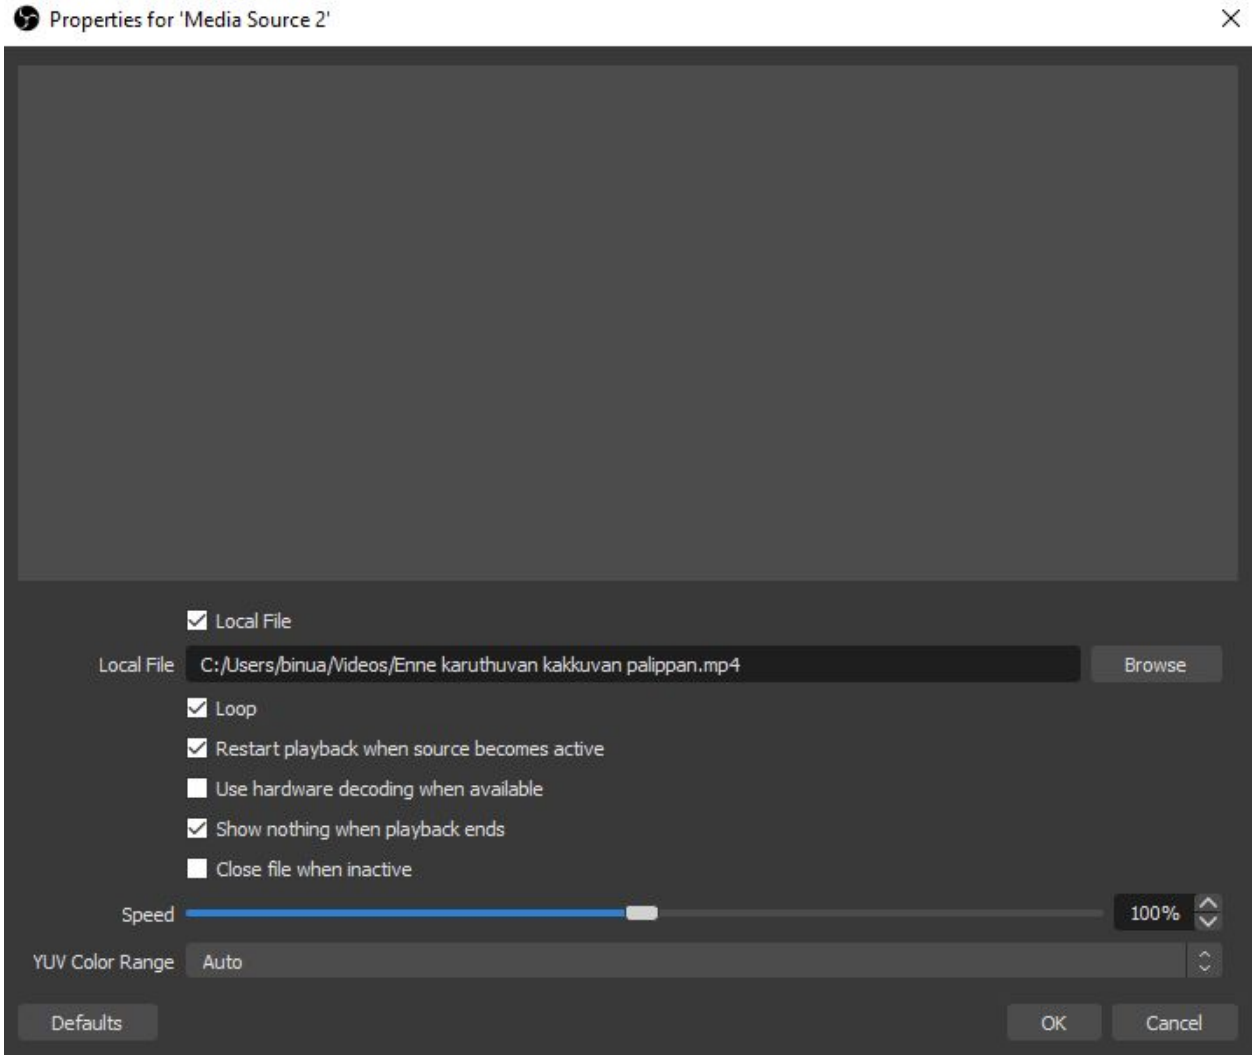 Properties for 'Media Source 2'
Local File
Local File C:/Users/binua/Videos/Enne karuthuvan kakkuvan palippan.mp4 Browse
Loop
Restart playback when source becomes active
Use hardware decoding when available
Show nothing when playback ends
Close file when inactive
Speed 100%
YUV Color Range Auto
Defaults OK Cancel